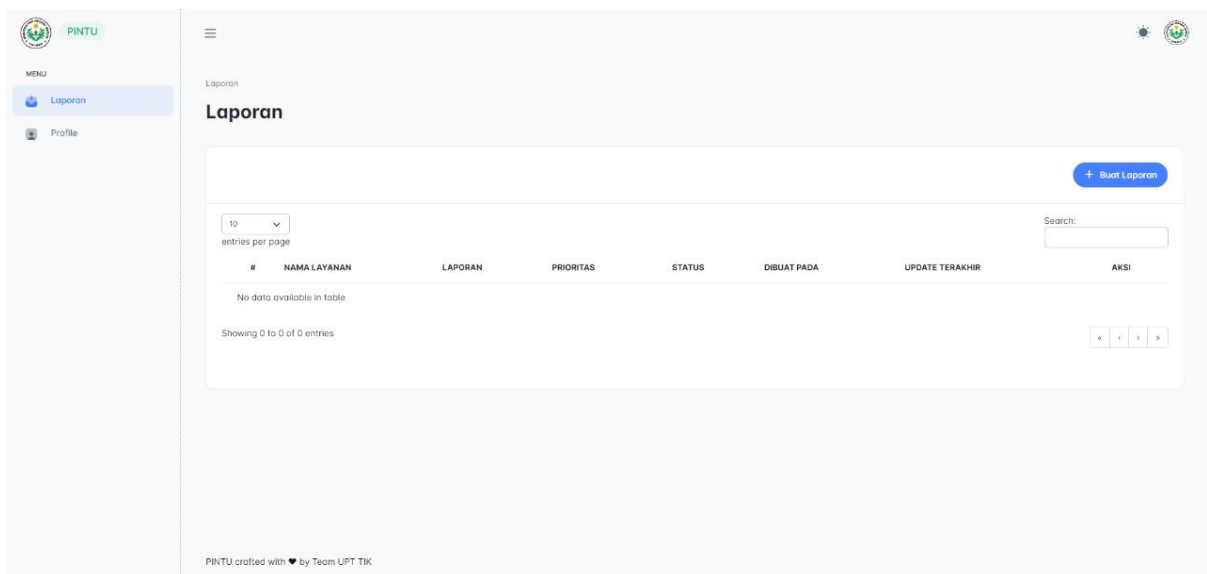 PINTU
MENU
Laporan
Profile
Laporan
Laporan
+ Buat Laporan
10
entries per page
Search:
# NAMA LAYANAN LAPORAN PRIORITAS STATUS DIBUAT PADA UPDATE TERAKHIR AKSI
No data available in table
Showing 0 to 0 of 0 entries
« ‹ › »
PINTU crafted with ♥ by Team UPT TIK